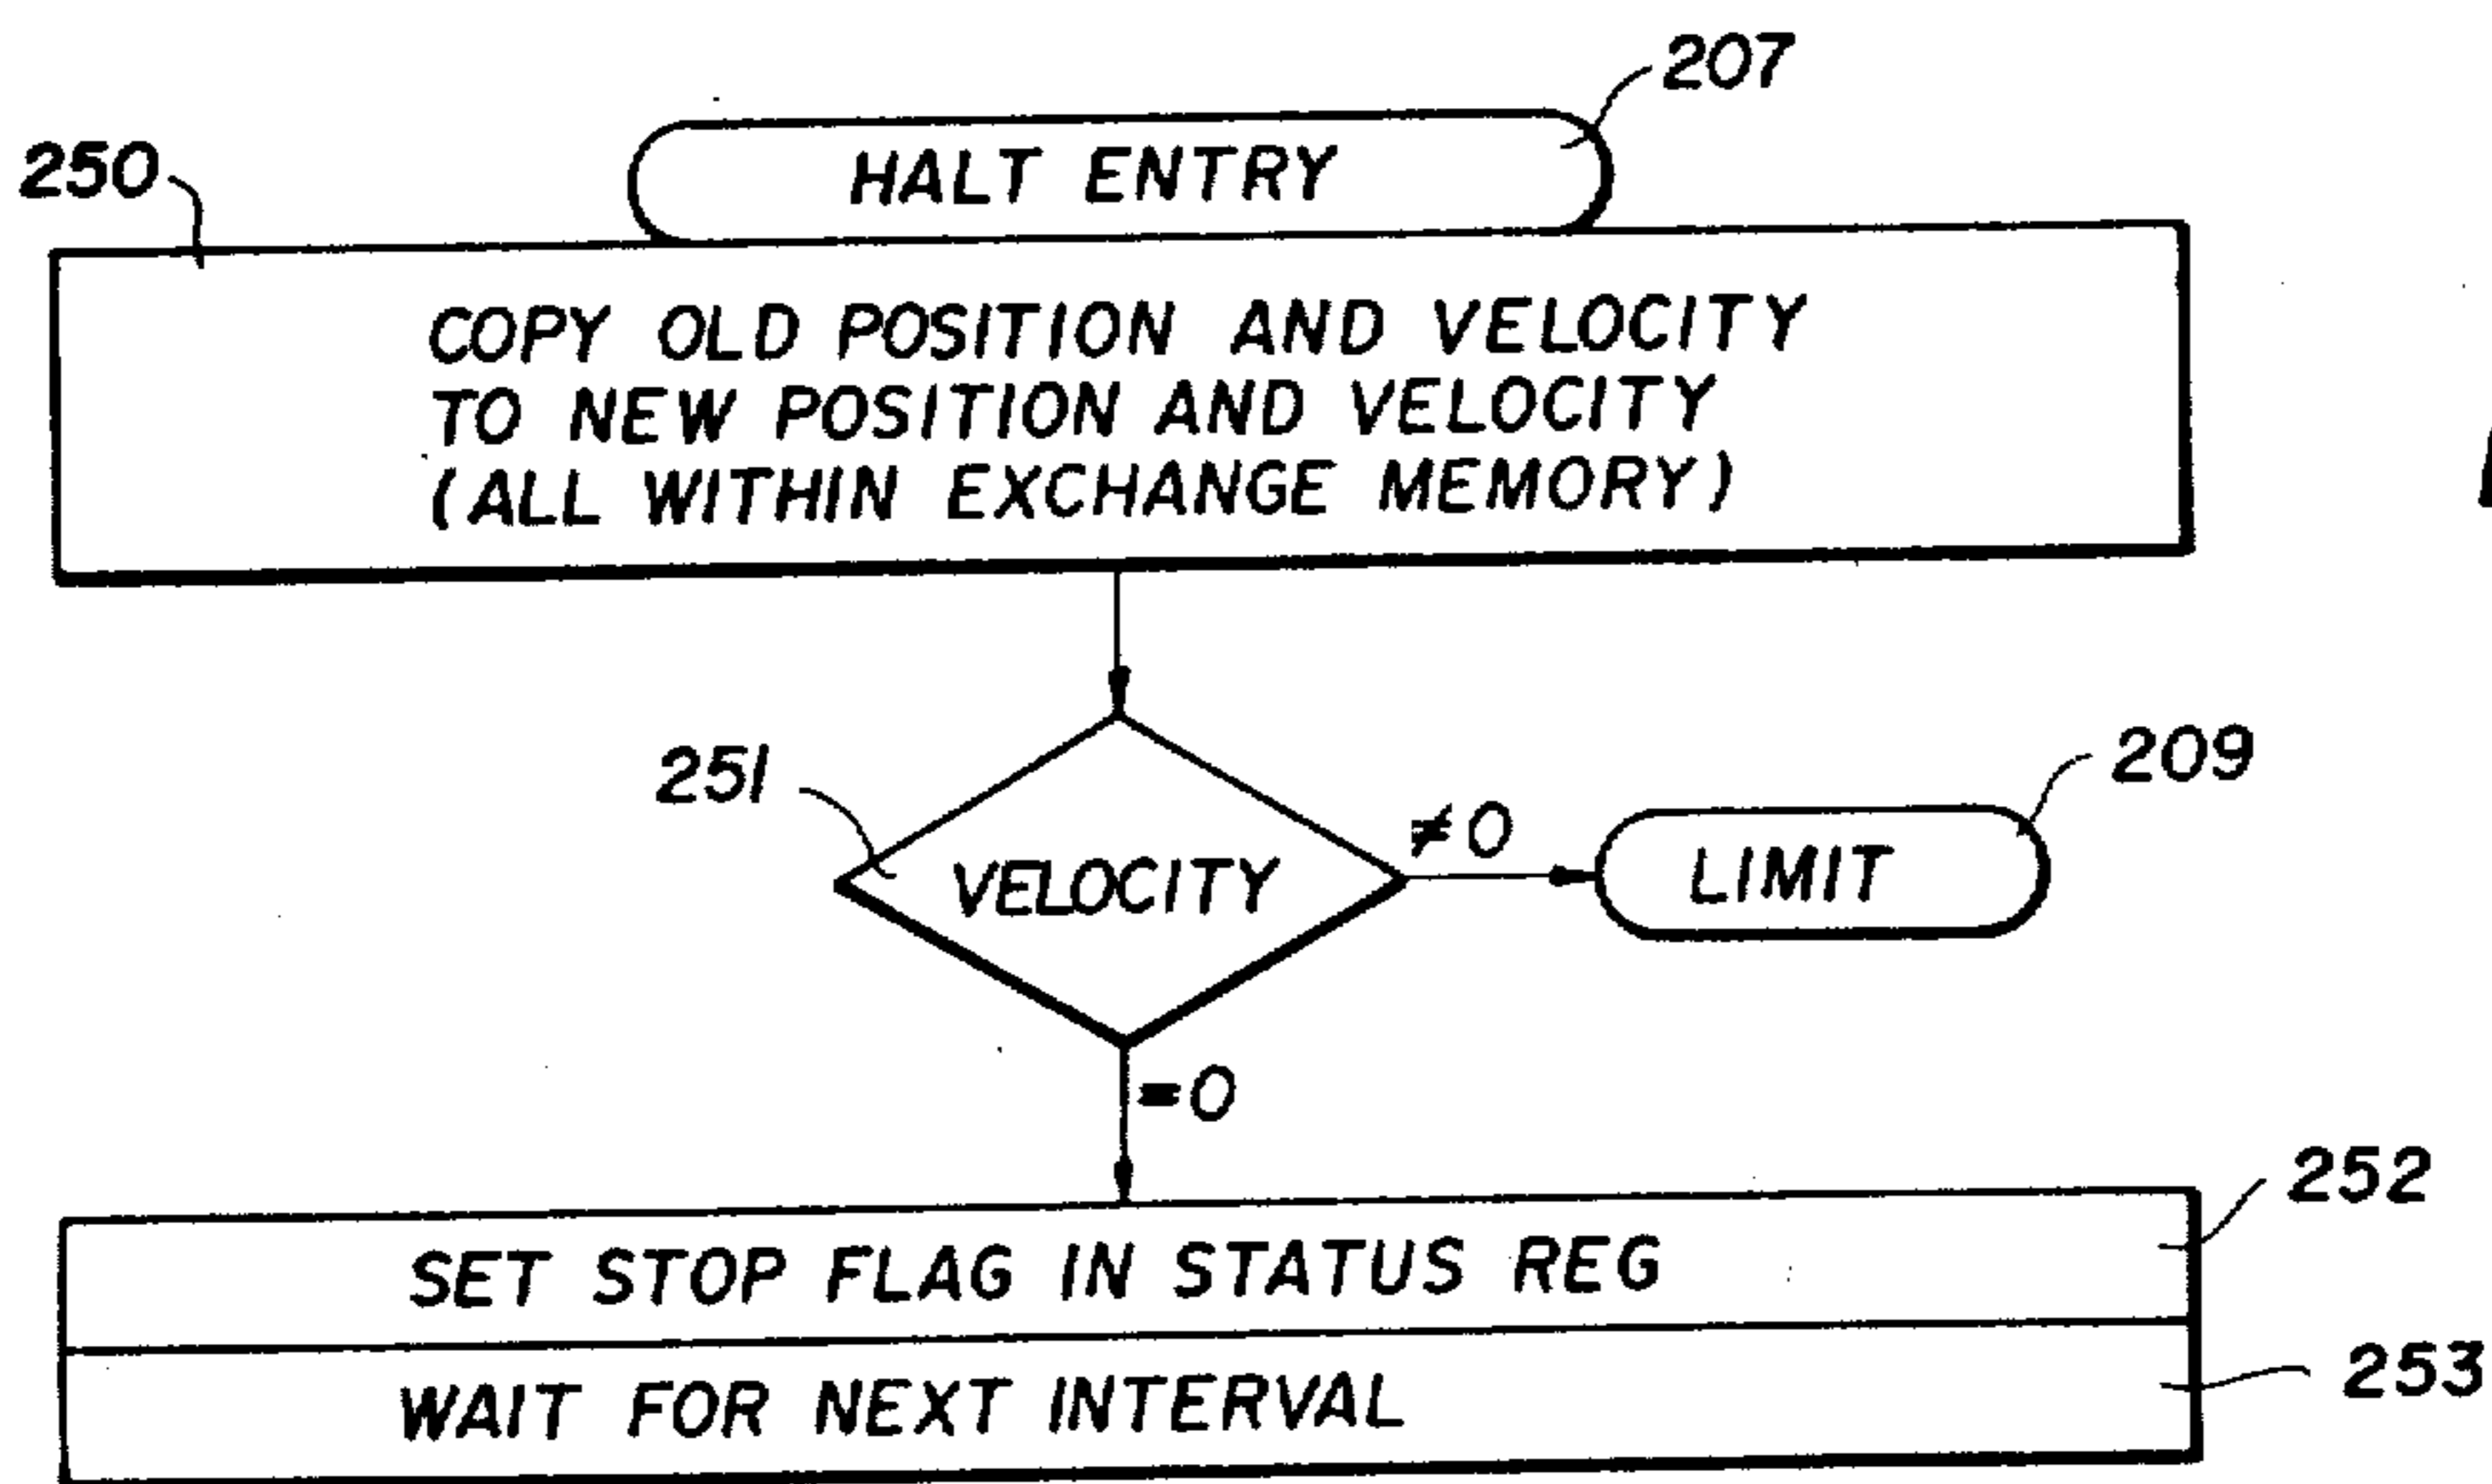 207
250
HALT ENTRY
COPY OLD POSITION AND VELOCITY
TO NEW POSITION AND VELOCITY
(ALL WITHIN EXCHANGE MEMORY)
251
209
≠0
VELOCITY
LIMIT
=0
252
SET STOP FLAG IN STATUS REG
253
WAIT FOR NEXT INTERVAL